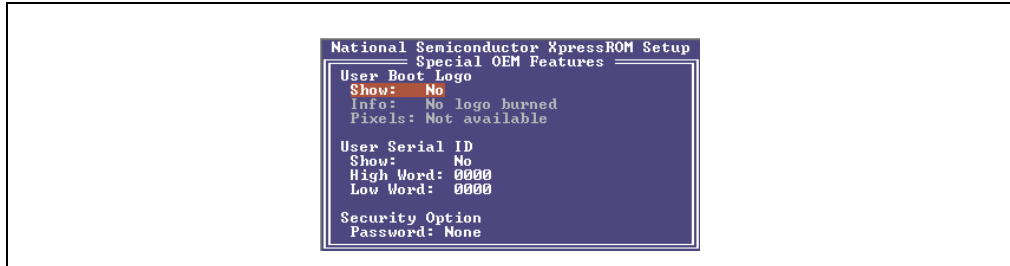 National Semiconductor XpressROM Setup
Special OEM Features
User Boot Logo
Show: No
Info: No logo burned
Pixels: Not available
User Serial ID
Show: No
High Word: 0000
Low Word: 0000
Security Option
Password: None